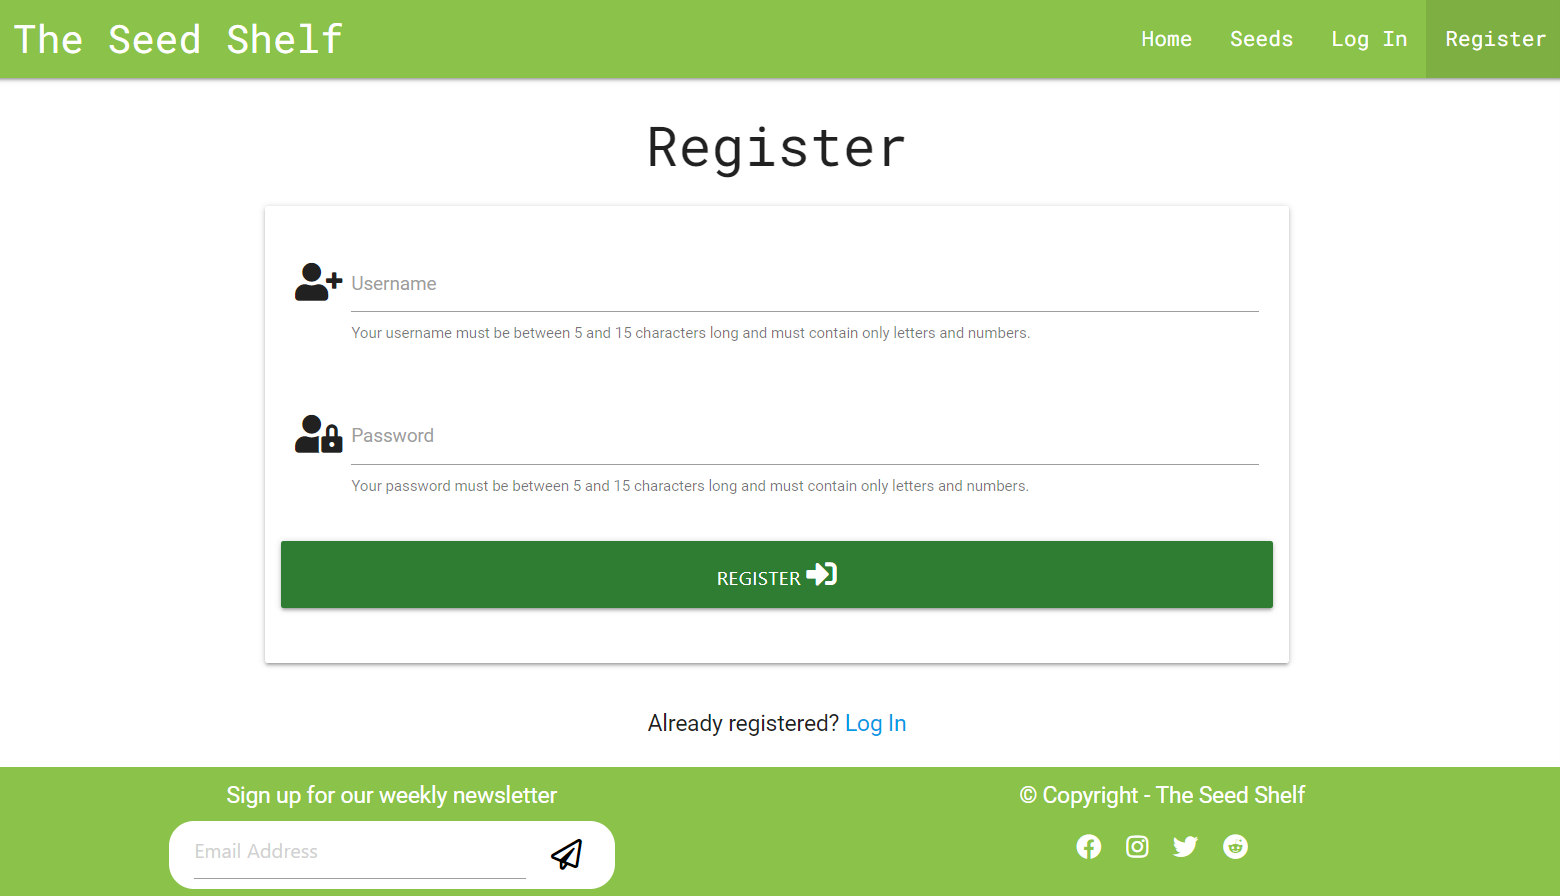 The Seed Shelf
Home Seeds Log In Register
Register
Username
Your username must be between 5 and 15 characters long and must contain only letters and numbers.
Password
Your password must be between 5 and 15 characters long and must contain only letters and numbers.
REGISTER
Already registered? Log In
Sign up for our weekly newsletter
Email Address
© Copyright - The Seed Shelf